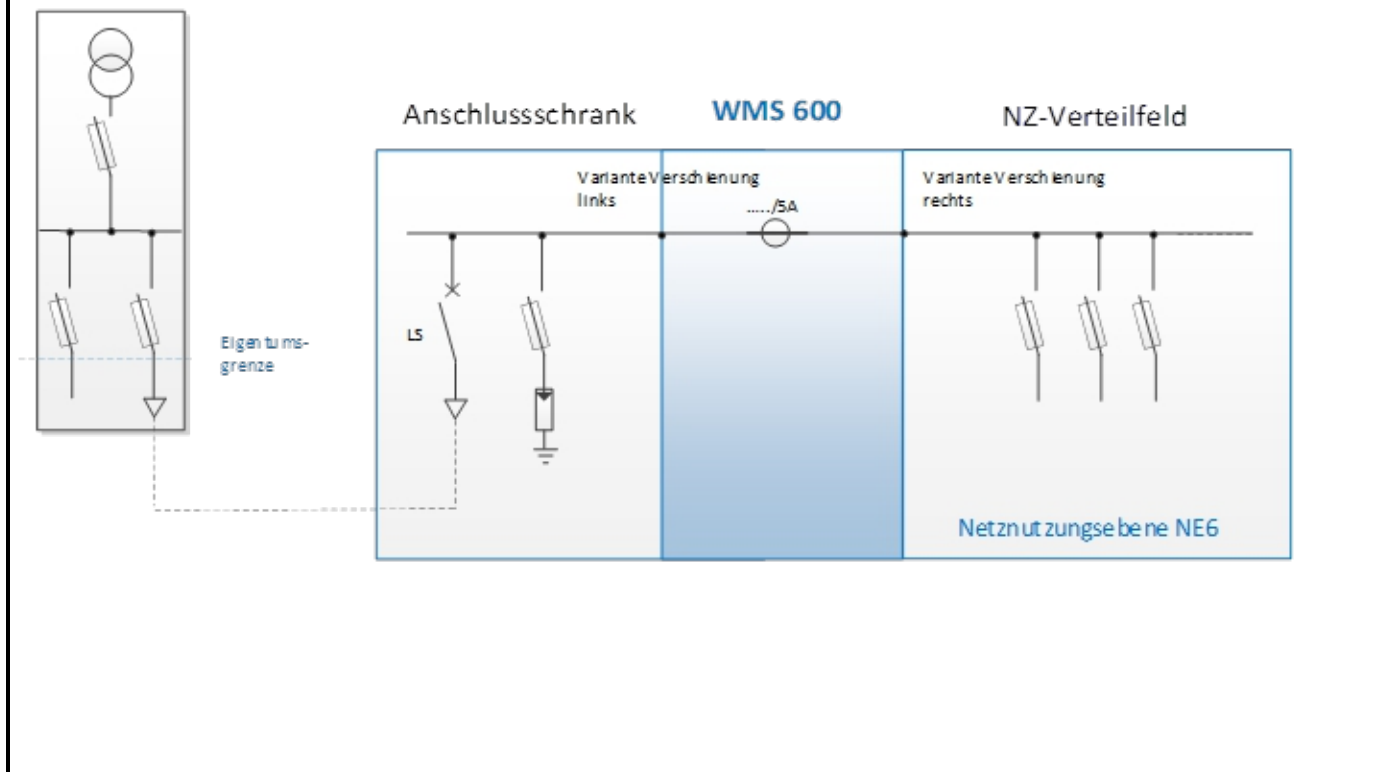 Anschlussschrank
WMS 600
NZ-Verteilfeld
Variante Verschienung
links
...../5A
Variante Verschienung
rechts
LS
Eigentums-
grenze
Netznutzungsebene NE6